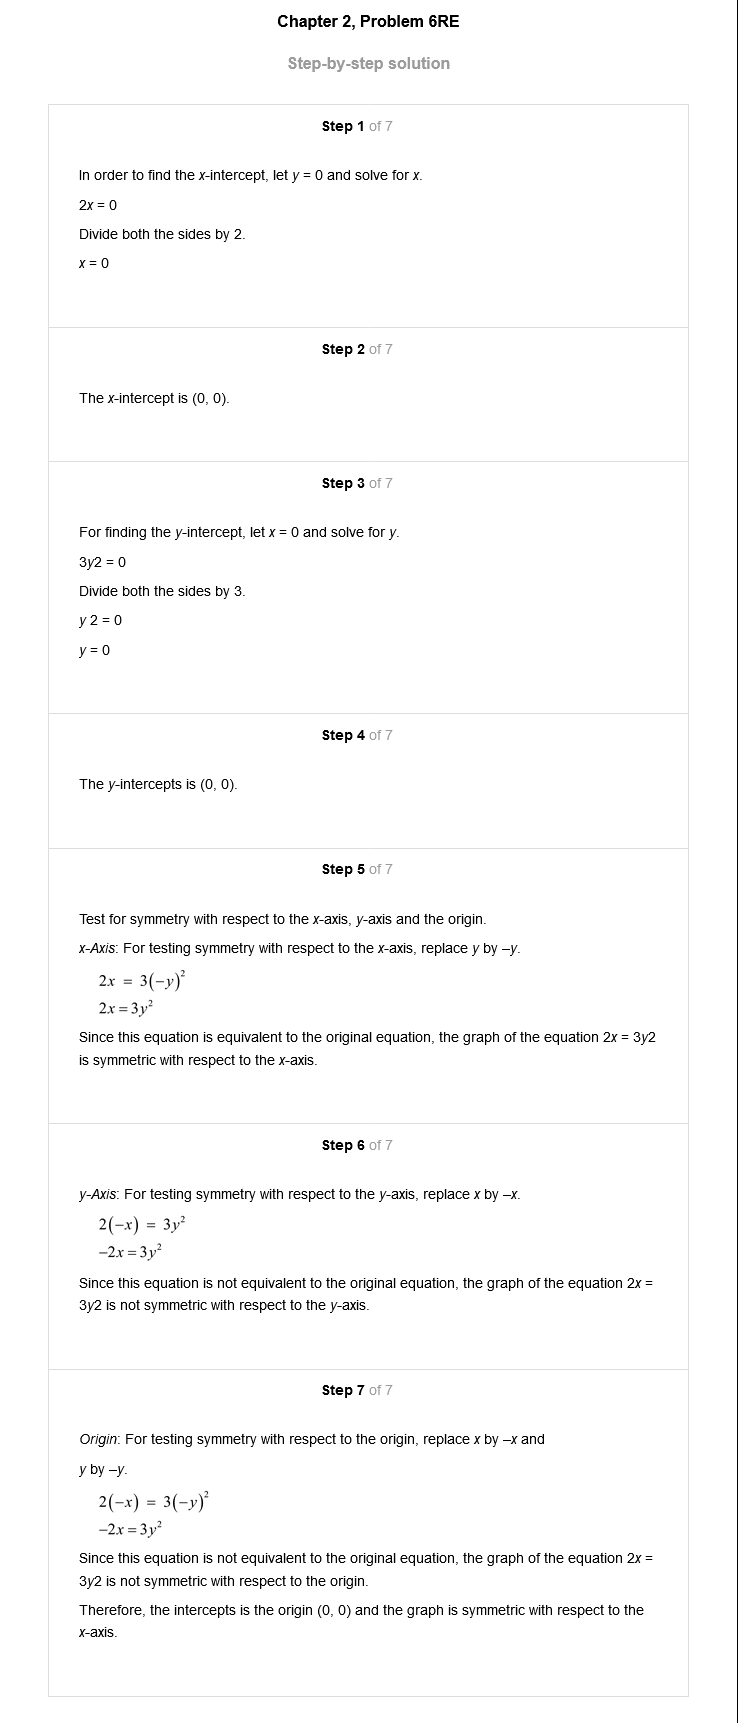 Chapter 2, Problem 6RE
Step-by-step solution
Step 1 of 7
In order to find the x-intercept, let y = 0 and solve for x.
2x = 0
Divide both the sides by 2.
x = 0
Step 2 of 7
The x-intercept is (0, 0).
Step 3 of 7
For finding the y-intercept, let x = 0 and solve for y.
3y2 = 0
Divide both the sides by 3.
y 2 = 0
y = 0
Step 4 of 7
The y-intercepts is (0, 0).
Step 5 of 7
Test for symmetry with respect to the x-axis, y-axis and the origin.
x-Axis: For testing symmetry with respect to the x-axis, replace y by –y.
2x = 3(−y)²
2x = 3y²
Since this equation is equivalent to the original equation, the graph of the equation 2x = 3y2
is symmetric with respect to the x-axis.
Step 6 of 7
y-Axis: For testing symmetry with respect to the y-axis, replace x by –x.
2(−x) = 3y²
−2x = 3y²
Since this equation is not equivalent to the original equation, the graph of the equation 2x =
3y2 is not symmetric with respect to the y-axis.
Step 7 of 7
Origin: For testing symmetry with respect to the origin, replace x by –x and
y by –y.
2(−x) = 3(−y)²
−2x = 3y²
Since this equation is not equivalent to the original equation, the graph of the equation 2x =
3y2 is not symmetric with respect to the origin.
Therefore, the intercepts is the origin (0, 0) and the graph is symmetric with respect to the
x-axis.